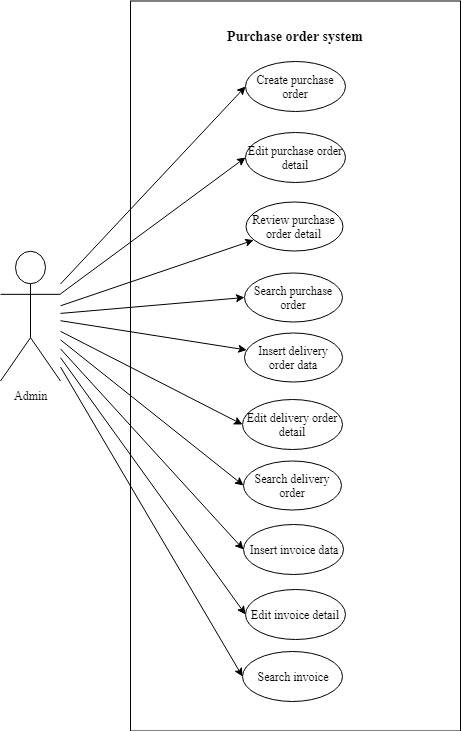 Purchase order system
Create purchase
order
Edit purchase order
detail
Review purchase
order detail
Search purchase
order
Insert delivery
order data
Admin
Edit delivery order
detail
Search delivery
order
Insert invoice data
Edit invoice detail
Search invoice